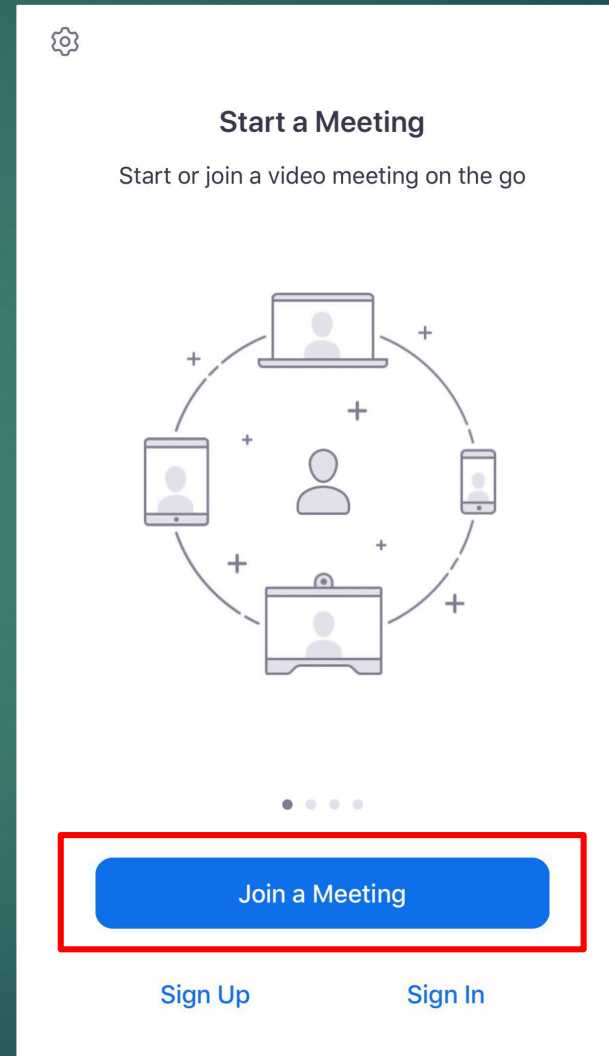 Start a Meeting
Start or join a video meeting on the go
Join a Meeting
Sign Up Sign In